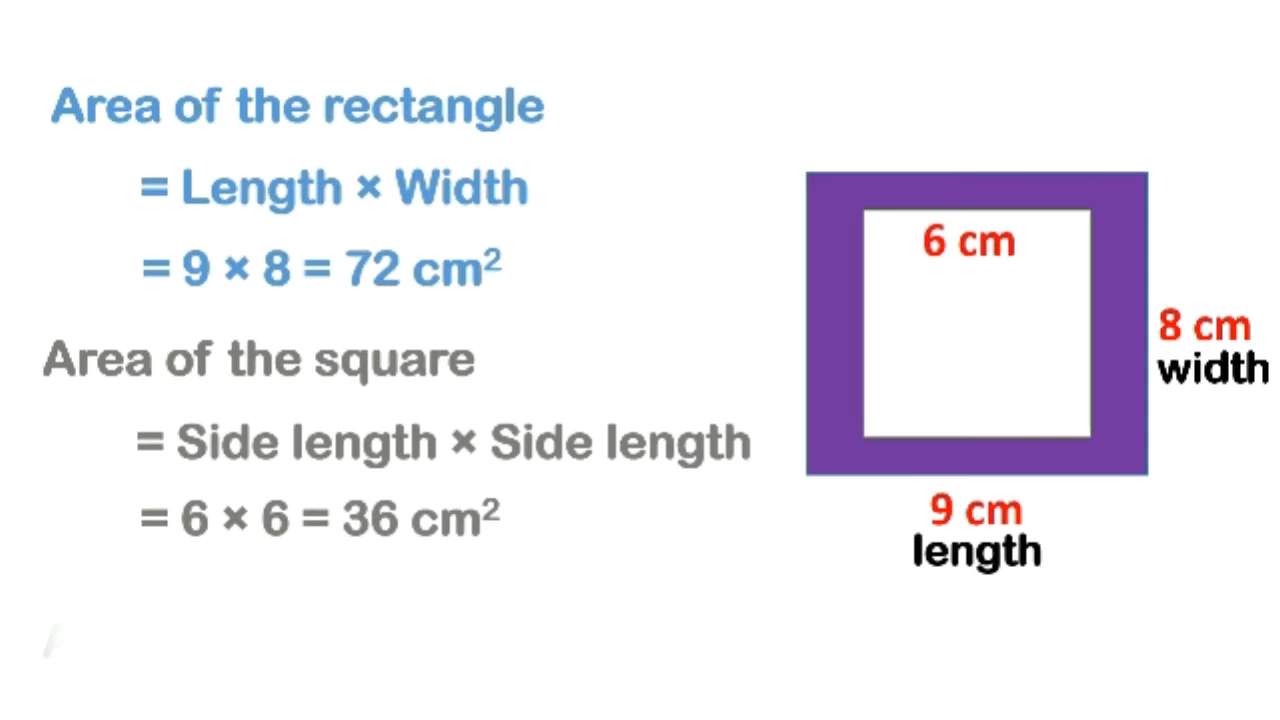 Area of the rectangle
= Length × Width
= 9 × 8 = 72 cm²
Area of the square
= Side length × Side length
= 6 × 6 = 36 cm²
6 cm
8 cm
width
9 cm
length